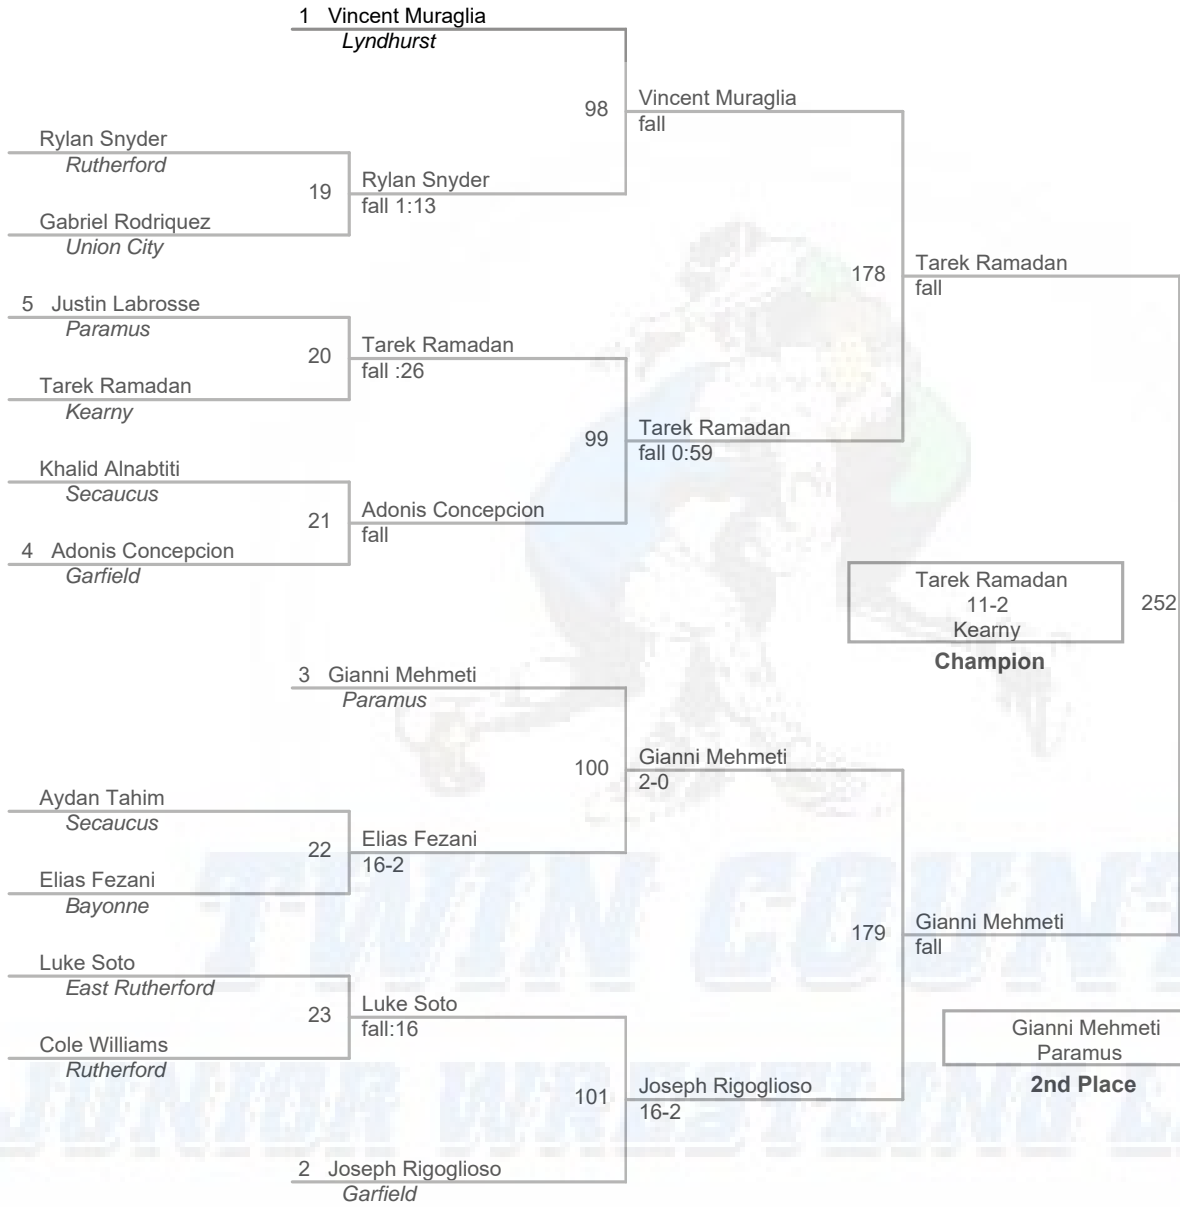 1 Vincent Muraglia
Lyndhurst
98
Vincent Muraglia
fall
Rylan Snyder
Rutherford
19
Rylan Snyder
fall 1:13
Gabriel Rodriquez
Union City
178
Tarek Ramadan
fall
5 Justin Labrosse
Paramus
20
Tarek Ramadan
fall :26
Tarek Ramadan
Kearny
99
Tarek Ramadan
fall 0:59
Khalid Alnabtiti
Secaucus
21
Adonis Concepcion
fall
4 Adonis Concepcion
Garfield
Tarek Ramadan
11-2
Kearny
Champion
252
3 Gianni Mehmeti
Paramus
100
Gianni Mehmeti
2-0
Aydan Tahim
Secaucus
22
Elias Fezani
16-2
Elias Fezani
Bayonne
179
Gianni Mehmeti
fall
Luke Soto
East Rutherford
23
Luke Soto
fall:16
Cole Williams
Rutherford
Gianni Mehmeti
Paramus
2nd Place
101
Joseph Rigoglioso
16-2
2 Joseph Rigoglioso
Garfield
TWIN COUNT
JUNIOR WRESTLING L